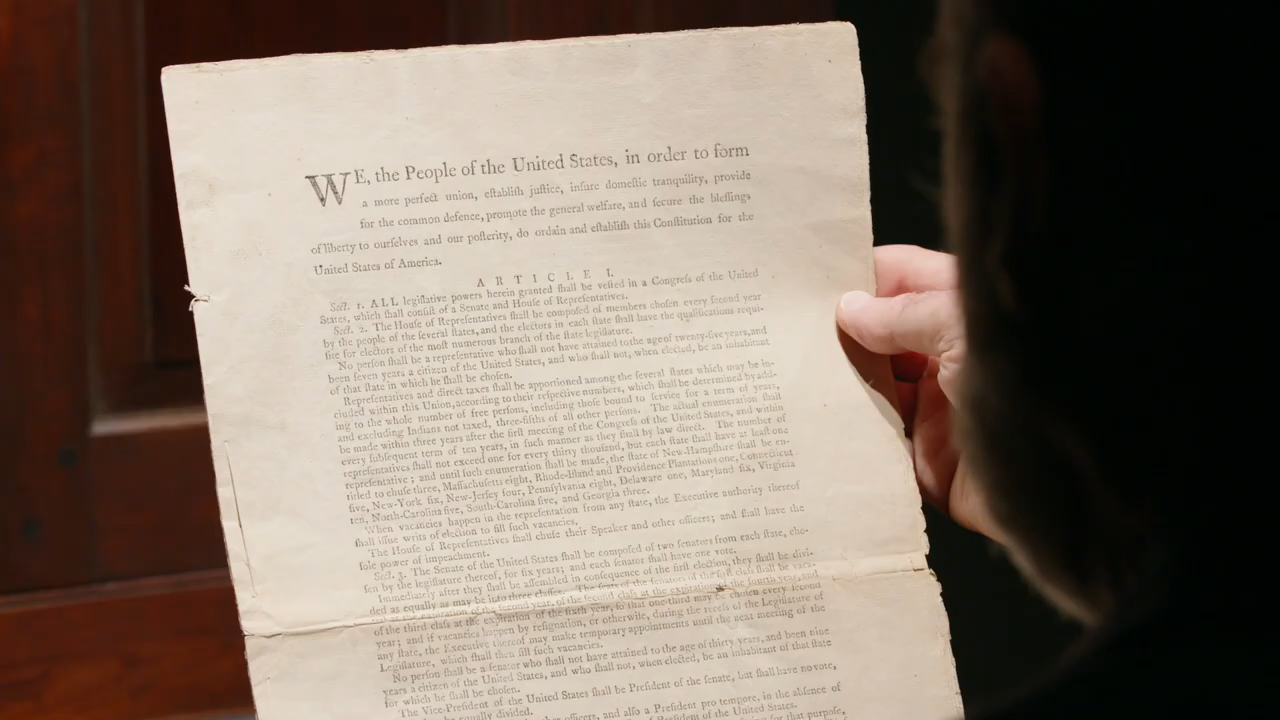 WE, the People of the United States, in order to form
a more perfect union, establiſh juſtice, inſure domeſtic tranquility, provide
for the common defence, promote the general welfare, and ſecure the bleſſings
of liberty to ourſelves and our poſterity, do ordain and eſtabliſh this Conſtitution for the
United States of America.
ARTICLE I.
Sect. 1. ALL legiſlative powers herein granted ſhall be veſted in a Congreſs of the United
States, which ſhall conſiſt of a Senate and Houſe of Repreſentatives.
Sect. 2. The Houſe of Repreſentatives ſhall be compoſed of members choſen every ſecond year
by the people of the ſeveral ſtates, and the electors in each ſtate ſhall have the qualifications requi-
ſite for electors of the moſt numerous branch of the ſtate legiſlature.
No perſon ſhall be a repreſentative who ſhall not have attained to the age of twenty-five years, and
been ſeven years a citizen of the United States, and who ſhall not, when elected, be an inhabitant
of that ſtate in which he ſhall be choſen.
Repreſentatives and direct taxes ſhall be apportioned among the ſeveral ſtates which may be in-
cluded within this Union, according to their reſpective numbers, which ſhall be determined by add-
ing to the whole number of free perſons, including thoſe bound to ſervice for a term of years,
and excluding Indians not taxed, three-fifths of all other perſons. The actual enumeration ſhall
be made within three years after the firſt meeting of the Congreſs of the United States, and within
every ſubſequent term of ten years, in ſuch manner as they ſhall by law direct. The number of
repreſentatives ſhall not exceed one for every thirty thouſand, but each ſtate ſhall have at leaſt one
repreſentative; and until ſuch enumeration ſhall be made, the ſtate of New-Hampſhire ſhall be en-
titled to chuſe three, Maſſachuſetts eight, Rhode-Iſland and Providence Plantations one, Connecticut
five, New-York ſix, New-Jerſey four, Pennſylvania eight, Delaware one, Maryland ſix, Virginia
ten, North-Carolina five, South-Carolina five, and Georgia three.
When vacancies happen in the repreſentation from any ſtate, the Executive authority thereof
ſhall iſſue writs of election to fill ſuch vacancies.
The Houſe of Repreſentatives ſhall chuſe their Speaker and other officers; and ſhall have the
ſole power of impeachment.
Sect. 3. The Senate of the United States ſhall be compoſed of two ſenators from each ſtate, cho-
ſen by the legiſlature thereof, for ſix years; and each ſenator ſhall have one vote.
Immediately after they ſhall be aſſembled in conſequence of the firſt election, they ſhall be divi-
ded as equally as may be into three claſſes. The ſeats of the ſenators of the firſt claſs ſhall be vaca-
expiration of the ſecond year, of the ſecond claſs at the expiration of the fourth year, and
of the third claſs at the expiration of the ſixth year, ſo that one-third may be choſen every ſecond
year; and if vacancies happen by reſignation, or otherwiſe, during the receſs of the Legiſlature of
any ſtate, the Executive thereof may make temporary appointments until the next meeting of the
Legiſlature, which ſhall then fill ſuch vacancies.
No perſon ſhall be a ſenator who ſhall not have attained to the age of thirty years, and been nine
years a citizen of the United States, and who ſhall not, when elected, be an inhabitant of that ſtate
for which he ſhall be choſen.
The Vice-Preſident of the United States ſhall be Preſident of the ſenate, but ſhall have no vote,
be equally divided.
other officers, and alſo a Preſident pro tempore, in the abſence of
Preſident of the United States.
for that purpoſe,